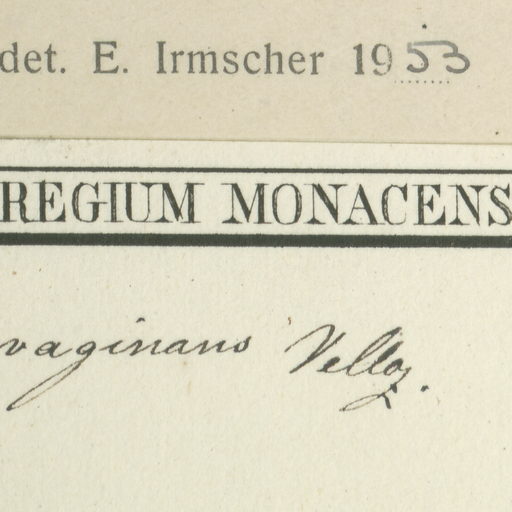 det. E. Irmscher 1953
REGIUM MONACENS
vaginans Velloz.